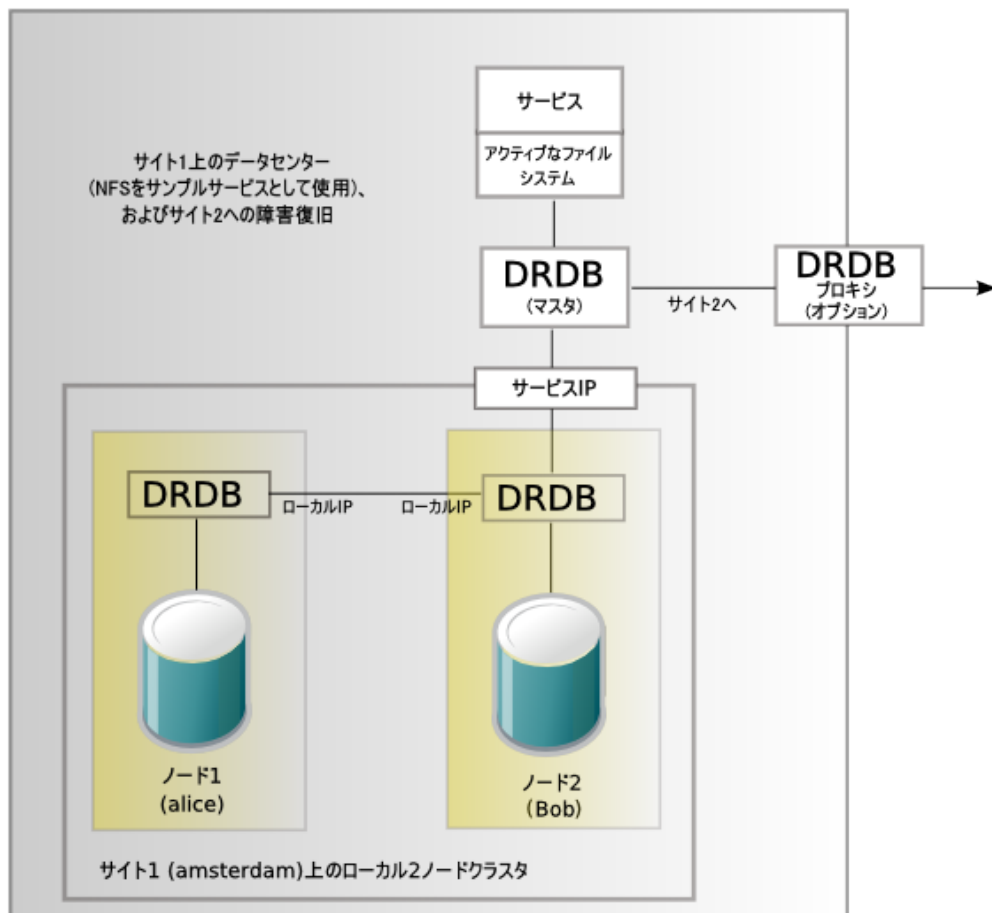 サービス
アクティブなファイル
システム
サイト1上のデータセンター
(NFSをサンプルサービスとして使用)、
およびサイト2への障害復旧
DRDB
(マスタ)
サイト2へ
DRDB
プロキシ
(オプション)
サービスIP
DRDB
ローカルIP
ローカルIP
DRDB
ノード1
(alice)
ノード2
(Bob)
サイト1 (amsterdam)上のローカル2ノードクラスタ